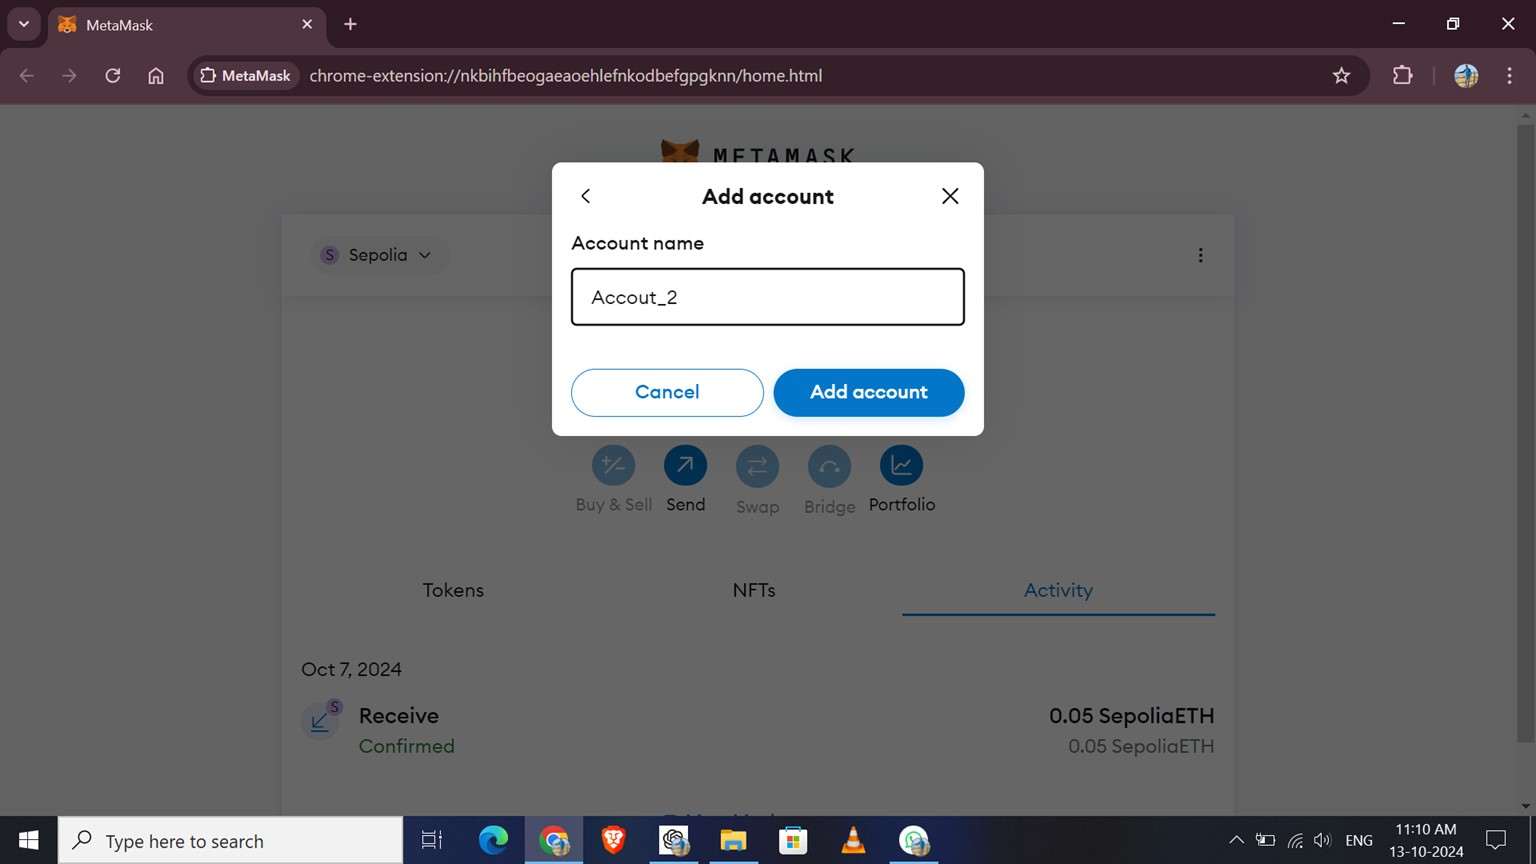 MetaMask
MetaMask
chrome-extension://nkbihfbeogaeaoehlefnkodbefgpgknn/home.html
METAMASK
Add account
S Sepolia
Account name
Accout_2
Cancel
Add account
Buy & Sell
Send
Swap
Bridge
Portfolio
Tokens
NFTs
Activity
Oct 7, 2024
S
Receive
0.05 SepoliaETH
Confirmed
0.05 SepoliaETH
Type here to search
ENG
11:10 AM
13-10-2024